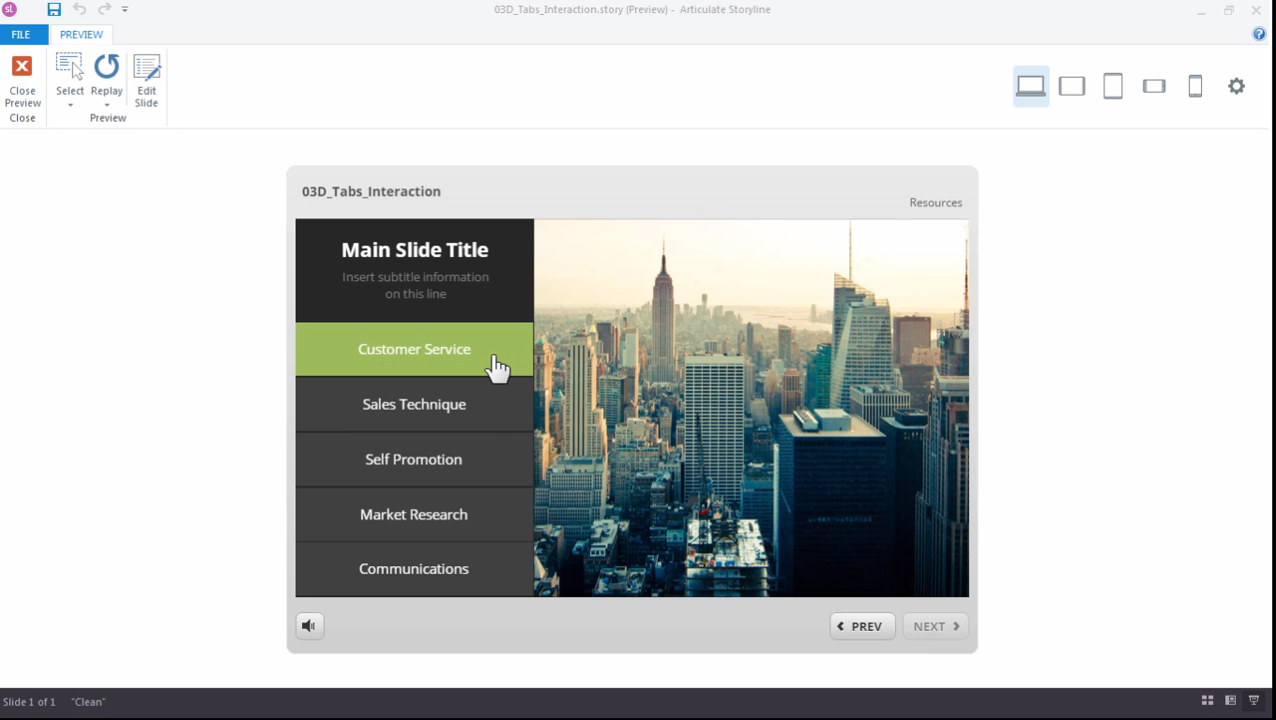 sL
03D_Tabs_Interaction.story (Preview) - Articulate Storyline
FILE
PREVIEW
Close
Preview
Select
Replay
Edit
Slide
Close
Preview
03D_Tabs_Interaction
Resources
Main Slide Title
Insert subtitle information
on this line
Customer Service
Sales Technique
Self Promotion
Market Research
Communications
PREV
NEXT
Slide 1 of 1
"Clean"